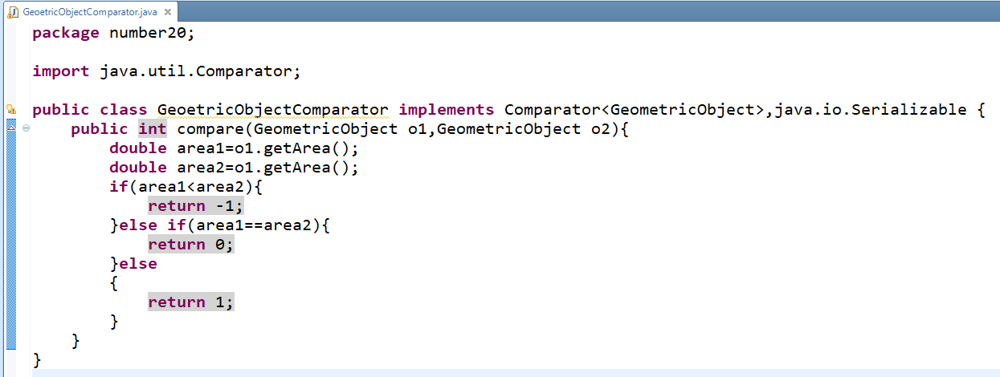 GeoetricObjectComparator.java
package number20;
import java.util.Comparator;
public class GeoetricObjectComparator implements Comparator<GeometricObject>,java.io.Serializable {
    public int compare(GeometricObject o1,GeometricObject o2){
        double area1=o1.getArea();
        double area2=o1.getArea();
        if(area1<area2){
            return -1;
        }else if(area1==area2){
            return 0;
        }else
        {
            return 1;
        }
    }
}